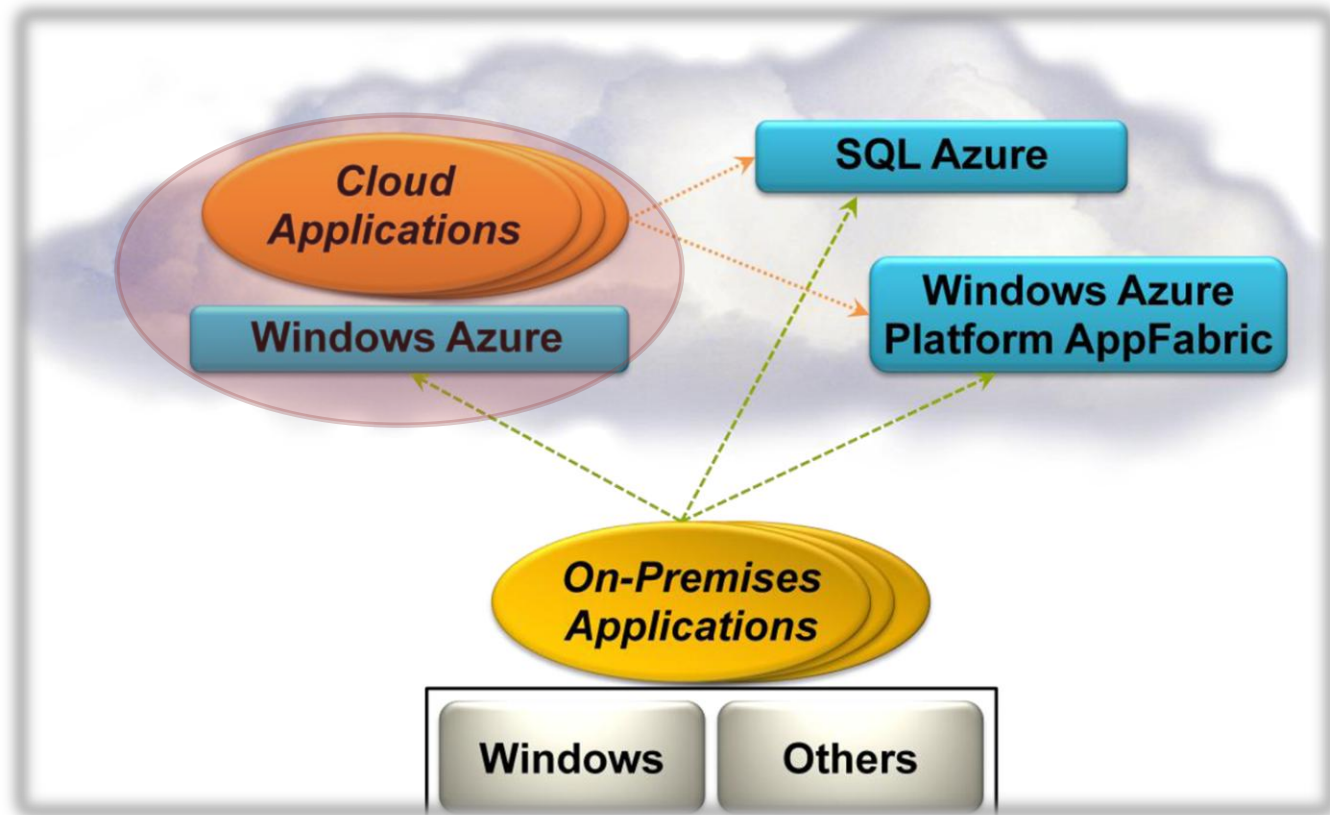 Cloud
Applications
SQL Azure
Windows Azure
Windows Azure
Platform AppFabric
On-Premises
Applications
Windows
Others